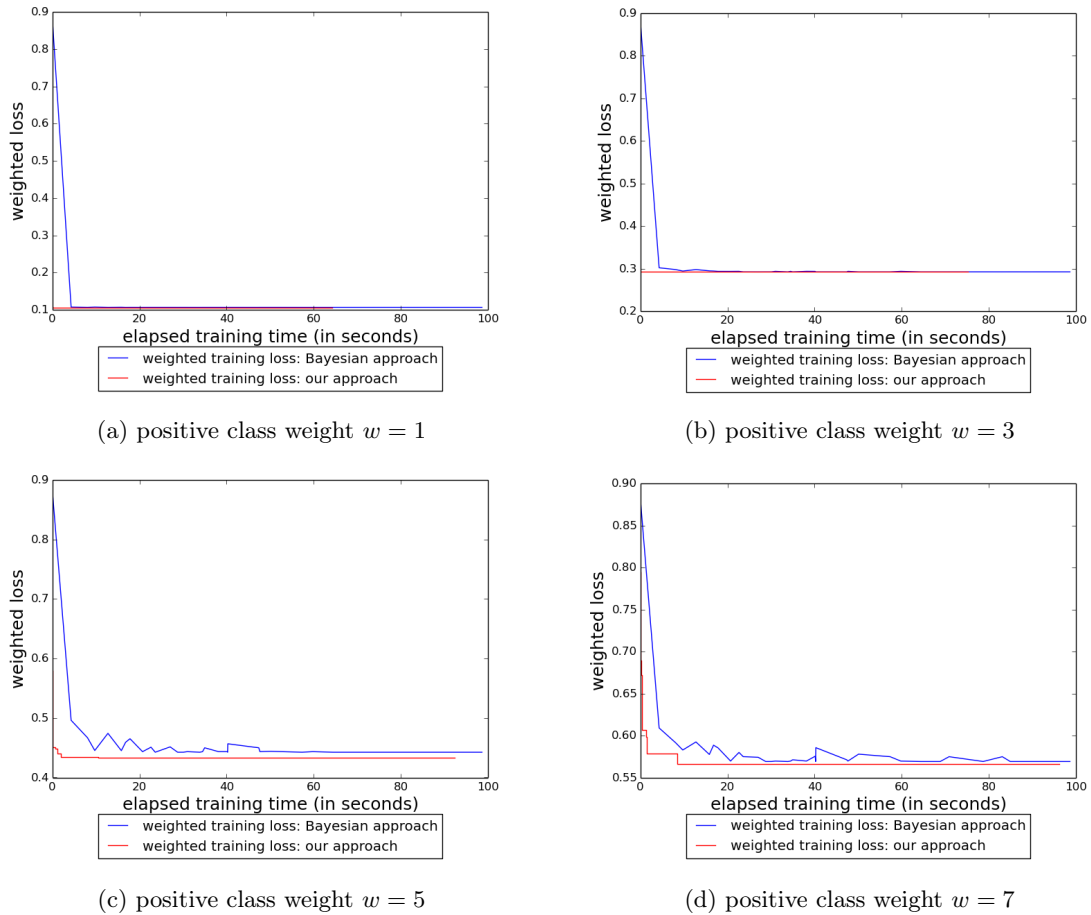 0.9
0.8
0.7
0.6
0.5
0.4
0.3
0.2
0.1
weighted loss
0 20 40 60 80 100
elapsed training time (in seconds)
weighted training loss: Bayesian approach
weighted training loss: our approach
(a) positive class weight w = 1
0.9
0.8
0.7
0.6
0.5
0.4
0.3
0.2
weighted loss
0 20 40 60 80 100
elapsed training time (in seconds)
weighted training loss: Bayesian approach
weighted training loss: our approach
(b) positive class weight w = 3
0.9
0.8
0.7
0.6
0.5
0.4
weighted loss
0 20 40 60 80 100
elapsed training time (in seconds)
weighted training loss: Bayesian approach
weighted training loss: our approach
(c) positive class weight w = 5
0.90
0.85
0.80
0.75
0.70
0.65
0.60
0.55
weighted loss
0 20 40 60 80 100
elapsed training time (in seconds)
weighted training loss: Bayesian approach
weighted training loss: our approach
(d) positive class weight w = 7